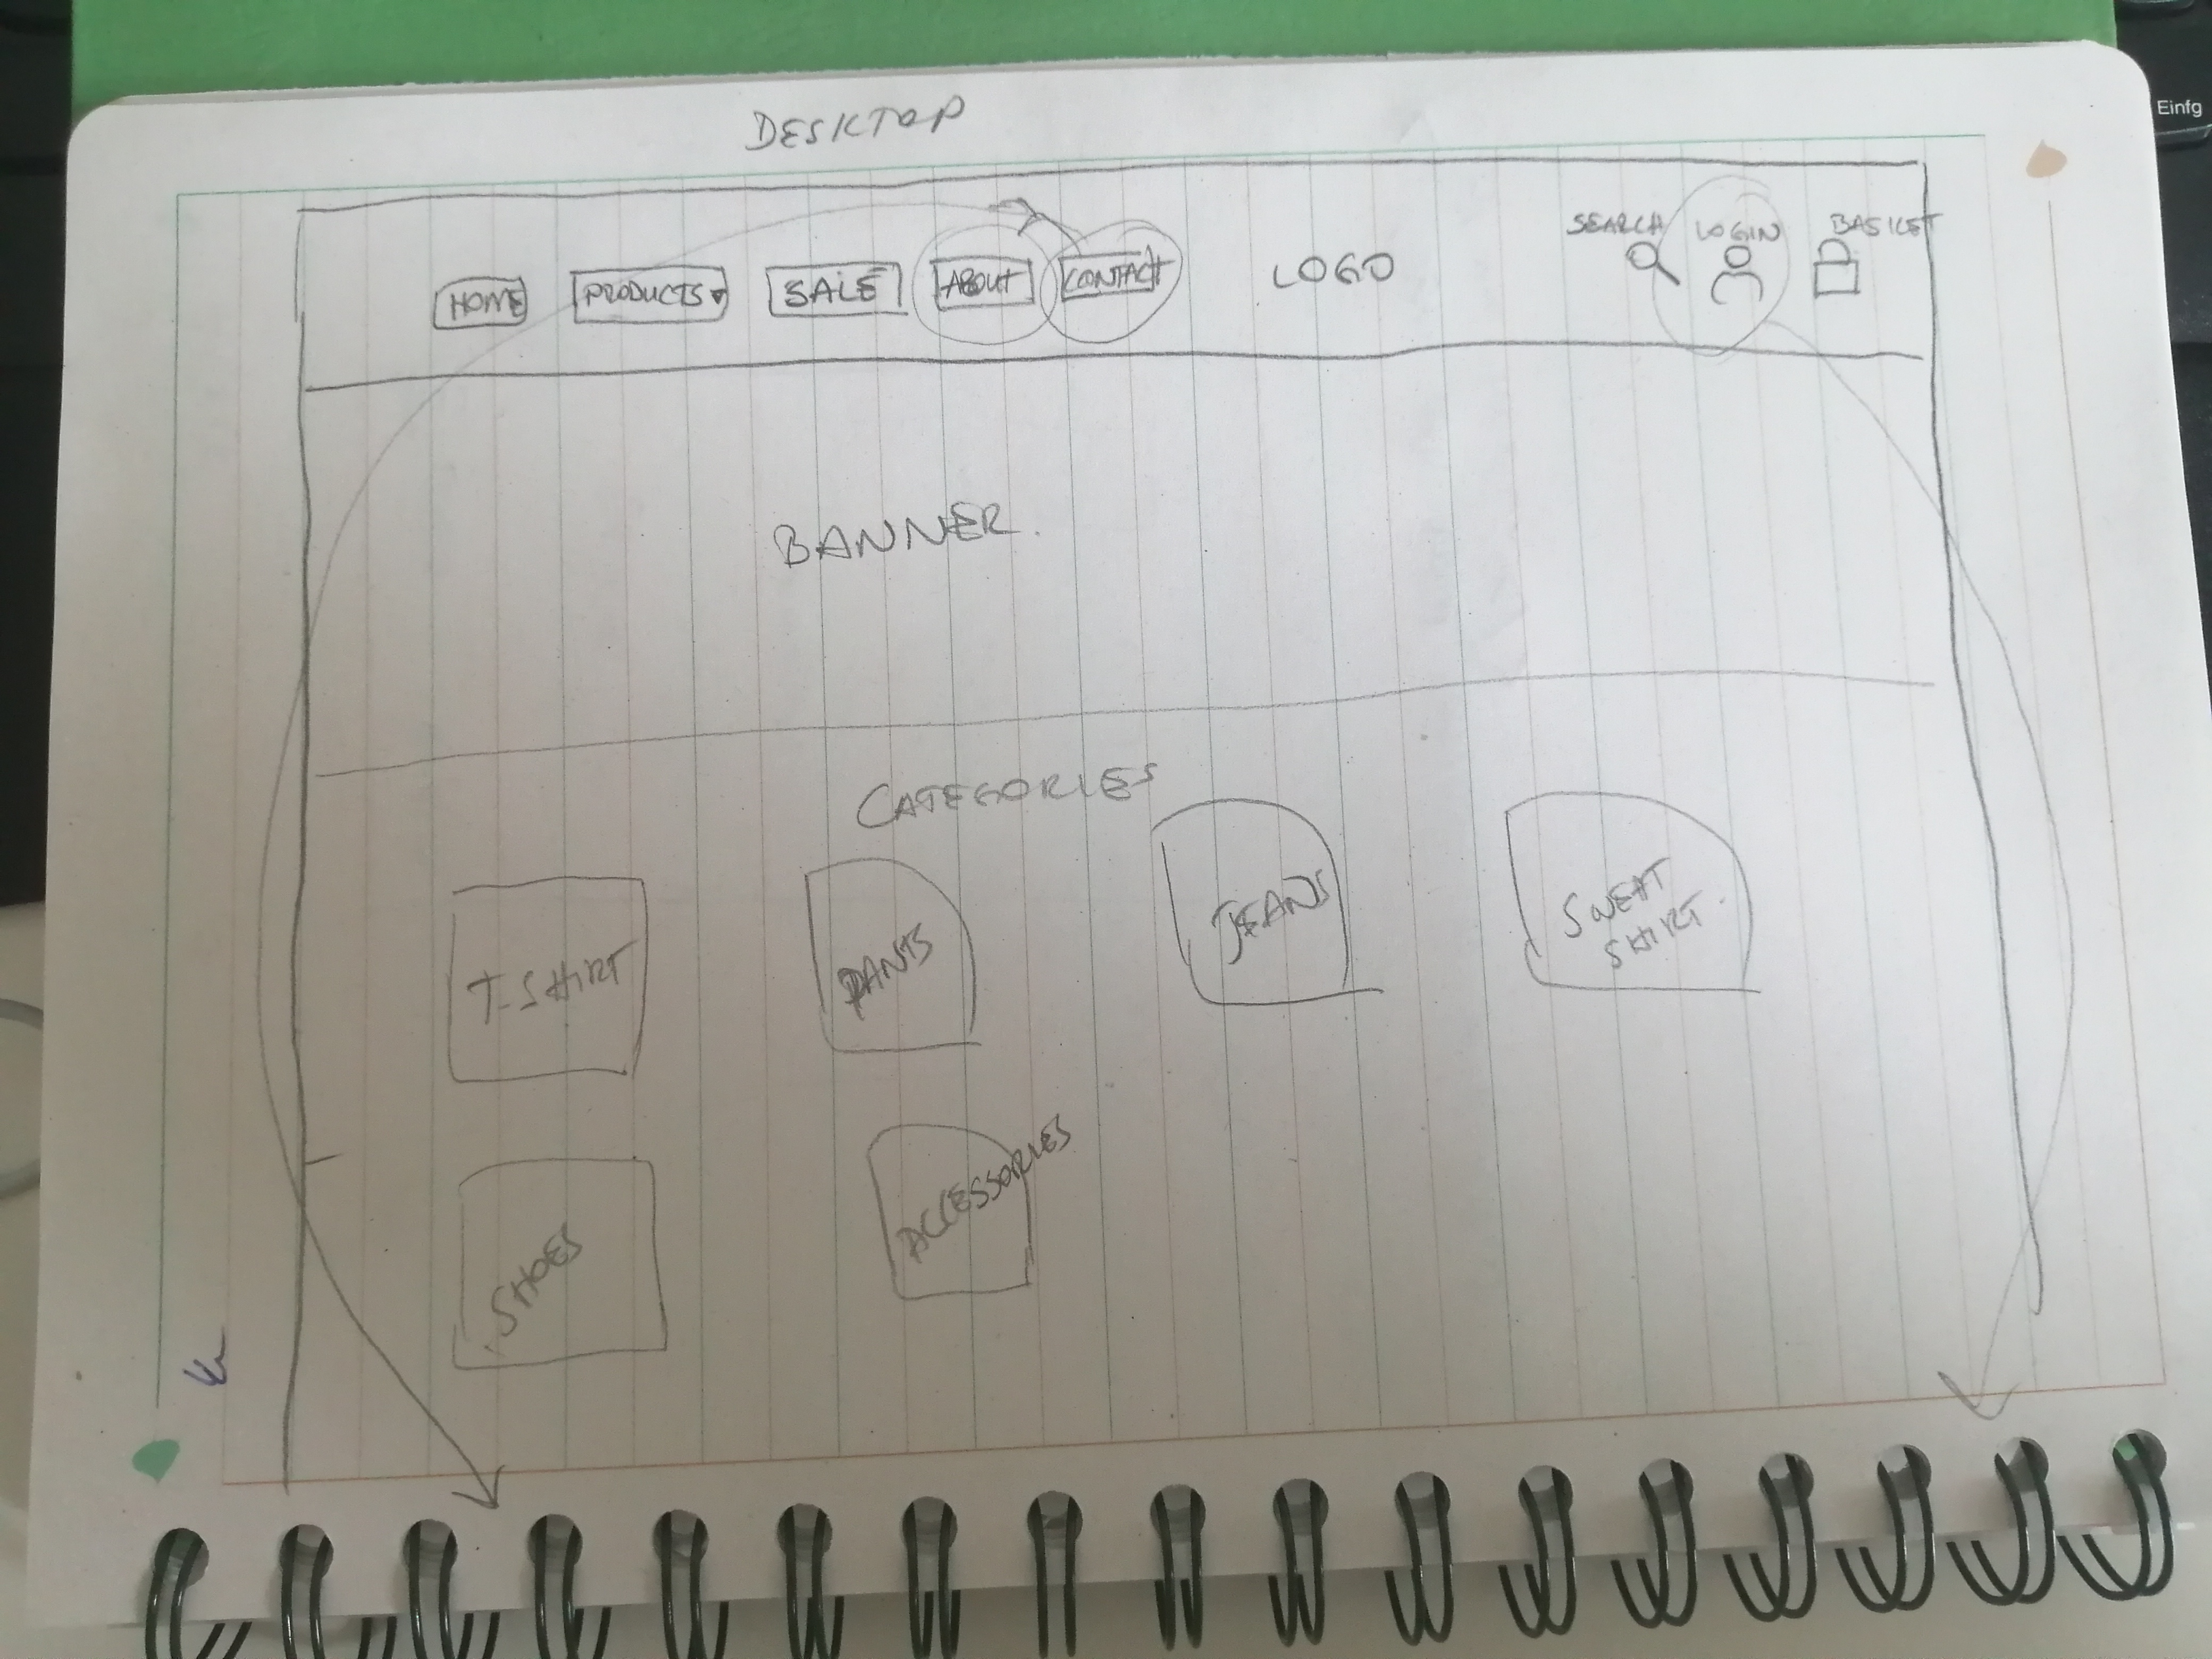 Einfg
DESKTOP
SEARCH LOGIN BASKET
HOME PRODUCTS SALE ABOUT CONTACT LOGO
BANNER.
CATEGORIES
T-SHIRT PANTS JEANS SWEAT
SHIRT.
SHOES ACCESSORIES